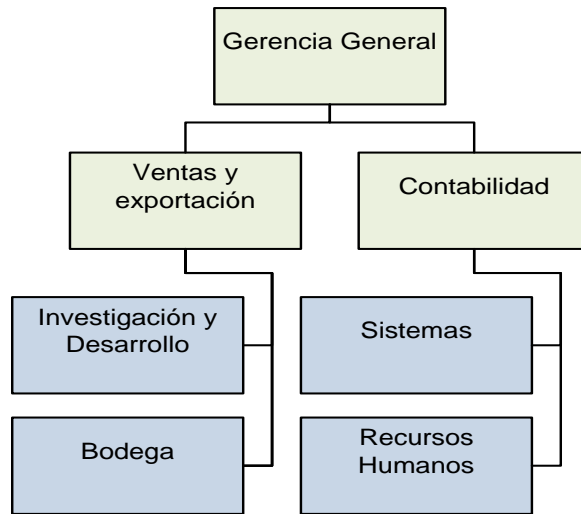 Gerencia General
Ventas y
exportación
Contabilidad
Investigación y
Desarrollo
Sistemas
Bodega
Recursos
Humanos